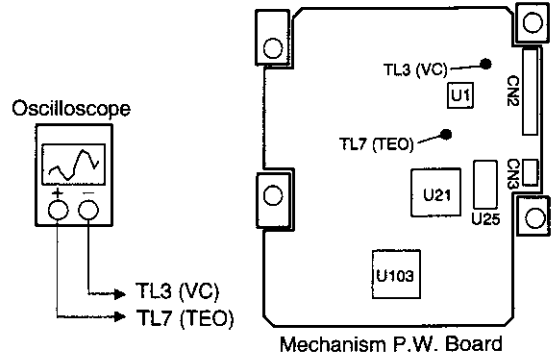 Oscilloscope
+ −
TL3 (VC)
TL7 (TEO)
TL3 (VC)
U1
CN2
TL7 (TEO)
CN3
U21
U25
U103
Mechanism P.W. Board